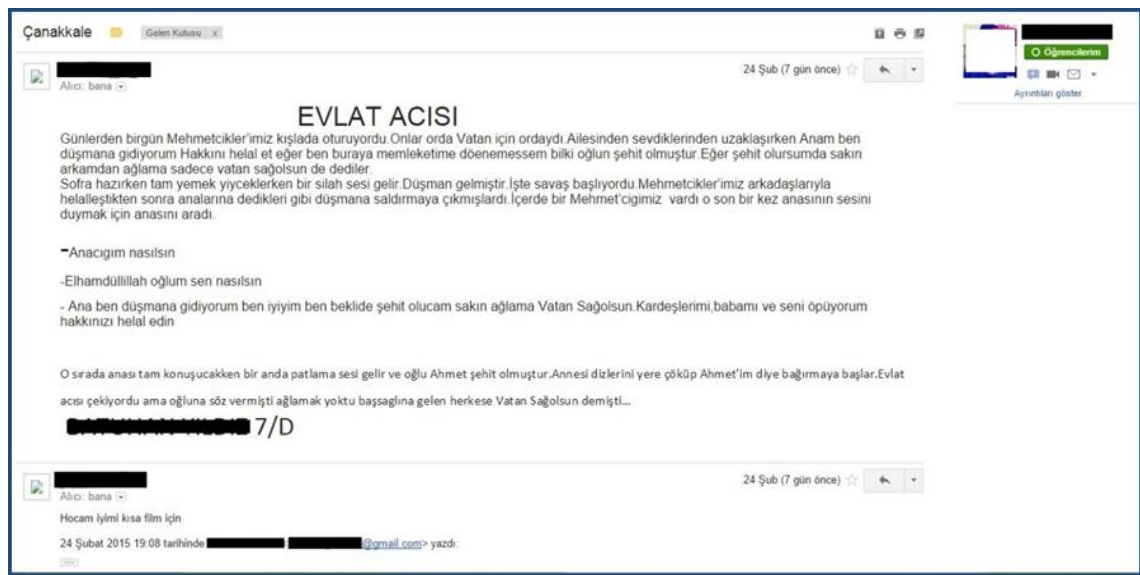 Çanakkale
Gelen Kutusu x
Öğrencilerim
Ayrıntıları göster
24 Şub (7 gün önce)
Alıcı: bana
EVLAT ACISI
Günlerden birgün Mehmetcikler'imiz kışlada oturuyordu.Onlar orda Vatan için ordaydı.Ailesinden sevdiklerinden uzaklaşırken Anam ben
düşmana gidiyorum Hakkını helal et eğer ben buraya memleketime döenemessem bilki oğlun şehit olmuştur.Eğer şehit olursumda sakın
arkamdan ağlama sadece vatan sağolsun de dediler.
Sofra hazırken tam yemek yiyceklerken bir silah sesi gelir.Düşman gelmiştir.İşte savaş başlıyordu.Mehmetcikler'imiz arkadaşlarıyla
helalleştikten sonra analarına dedikleri gibi düşmana saldırmaya çıkmışlardı.İçerde bir Mehmet'cigimiz vardı o son bir kez anasının sesini
duymak için anasını aradı.
-Anacıgım nasılsın
-Elhamdüllillah oğlum sen nasılsın
- Ana ben düşmana gidiyorum ben iyiyim ben beklide şehit olucam sakın ağlama Vatan Sağolsun.Kardeşlerimi,babamı ve seni öpüyorum
hakkınızı helal edin
O sırada anası tam konuşucakken bir anda patlama sesi gelir ve oğlu Ahmet şehit olmuştur.Annesi dizlerini yere çöküp Ahmet'im diye bağırmaya başlar.Evlat
acısı çekiyordu ama oğluna söz vermişti ağlamak yoktu başsaglına gelen herkese Vatan Sağolsun demişti...
7/D
24 Şub (7 gün önce)
Alıcı: bana
Hocam iyimi kısa film için
24 Şubat 2015 19:08 tarihinde @gmail.com> yazdı: